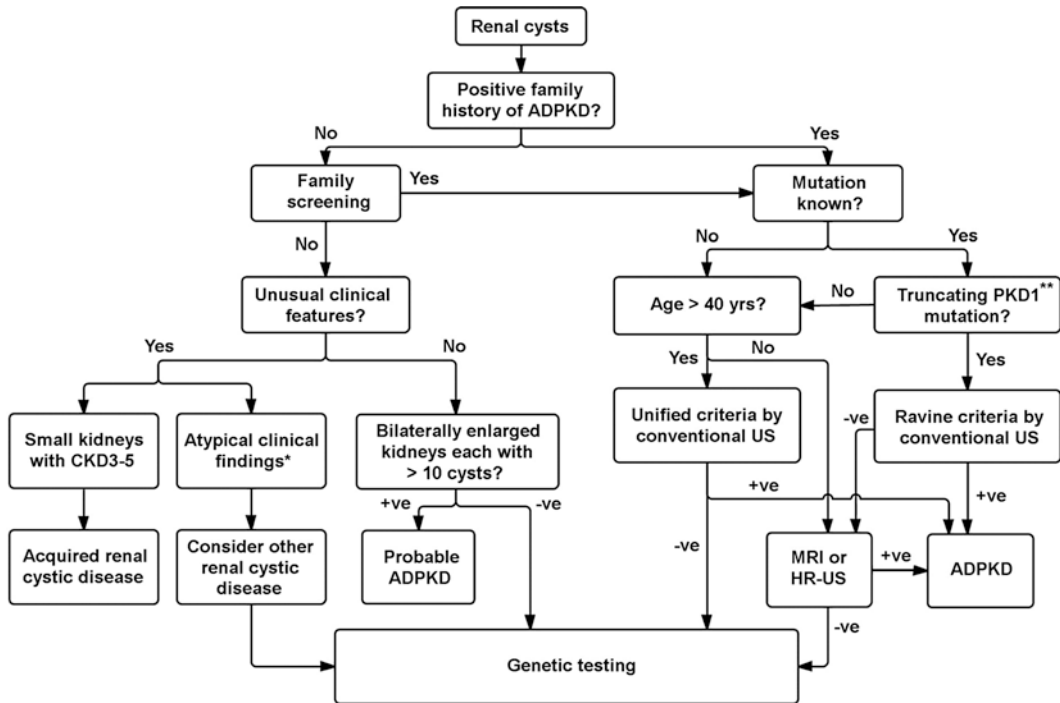 Renal cysts
Positive family
history of ADPKD?
No
Yes
Family
screening
Yes
Mutation
known?
No
No
Yes
Unusual clinical
features?
Age > 40 yrs?
No
Truncating PKD1**
mutation?
Yes
No
Yes
No
Yes
Small kidneys
with CKD3-5
Atypical clinical
findings*
Bilaterally enlarged
kidneys each with
> 10 cysts?
Unified criteria by
conventional US
-ve
Ravine criteria by
conventional US
+ve
-ve
+ve
+ve
Acquired renal
cystic disease
Consider other
renal cystic
disease
Probable
ADPKD
-ve
MRI or
HR-US
+ve
ADPKD
-ve
Genetic testing